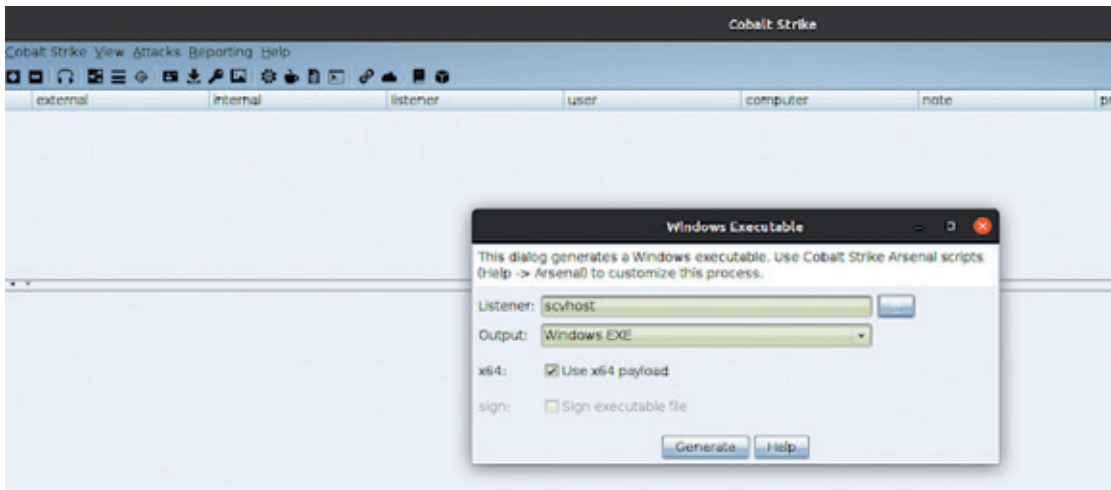 Cobalt Strike
Cobalt Strike View Attacks Reporting Help
external internal listener user computer note
Windows Executable
This dialog generates a Windows executable. Use Cobalt Strike Arsenal scripts
(Help -> Arsenal) to customize this process.
Listener: scvhost ...
Output: Windows EXE
x64: Use x64 payload
sign: Sign executable file
Generate Help